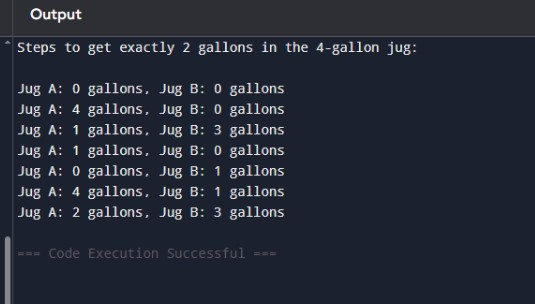 Output
Steps to get exactly 2 gallons in the 4-gallon jug:
Jug A: 0 gallons, Jug B: 0 gallons
Jug A: 4 gallons, Jug B: 0 gallons
Jug A: 1 gallons, Jug B: 3 gallons
Jug A: 1 gallons, Jug B: 0 gallons
Jug A: 0 gallons, Jug B: 1 gallons
Jug A: 4 gallons, Jug B: 1 gallons
Jug A: 2 gallons, Jug B: 3 gallons
=== Code Execution Successful ===